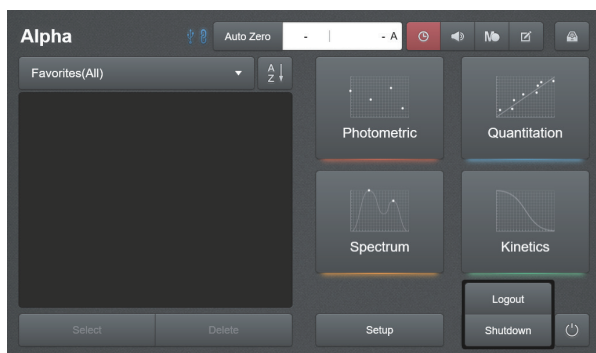 Alpha
Auto Zero
- - A
Favorites(All)
A
Z
Photometric
Quantitation
Spectrum
Kinetics
Logout
Select
Delete
Setup
Shutdown